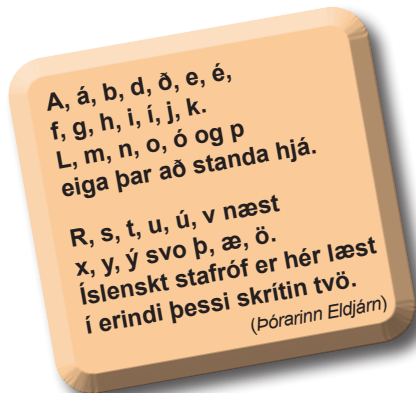 A, á, b, d, ð, e, é,
f, g, h, i, í, j, k.
L, m, n, o, ó og p
eiga þar að standa hjá.
R, s, t, u, ú, v næst
x, y, ý svo þ, æ, ö.
Íslenskt stafróf er hér læst
í erindi þessi skrítin tvö.
(Þórarinn Eldjárn)